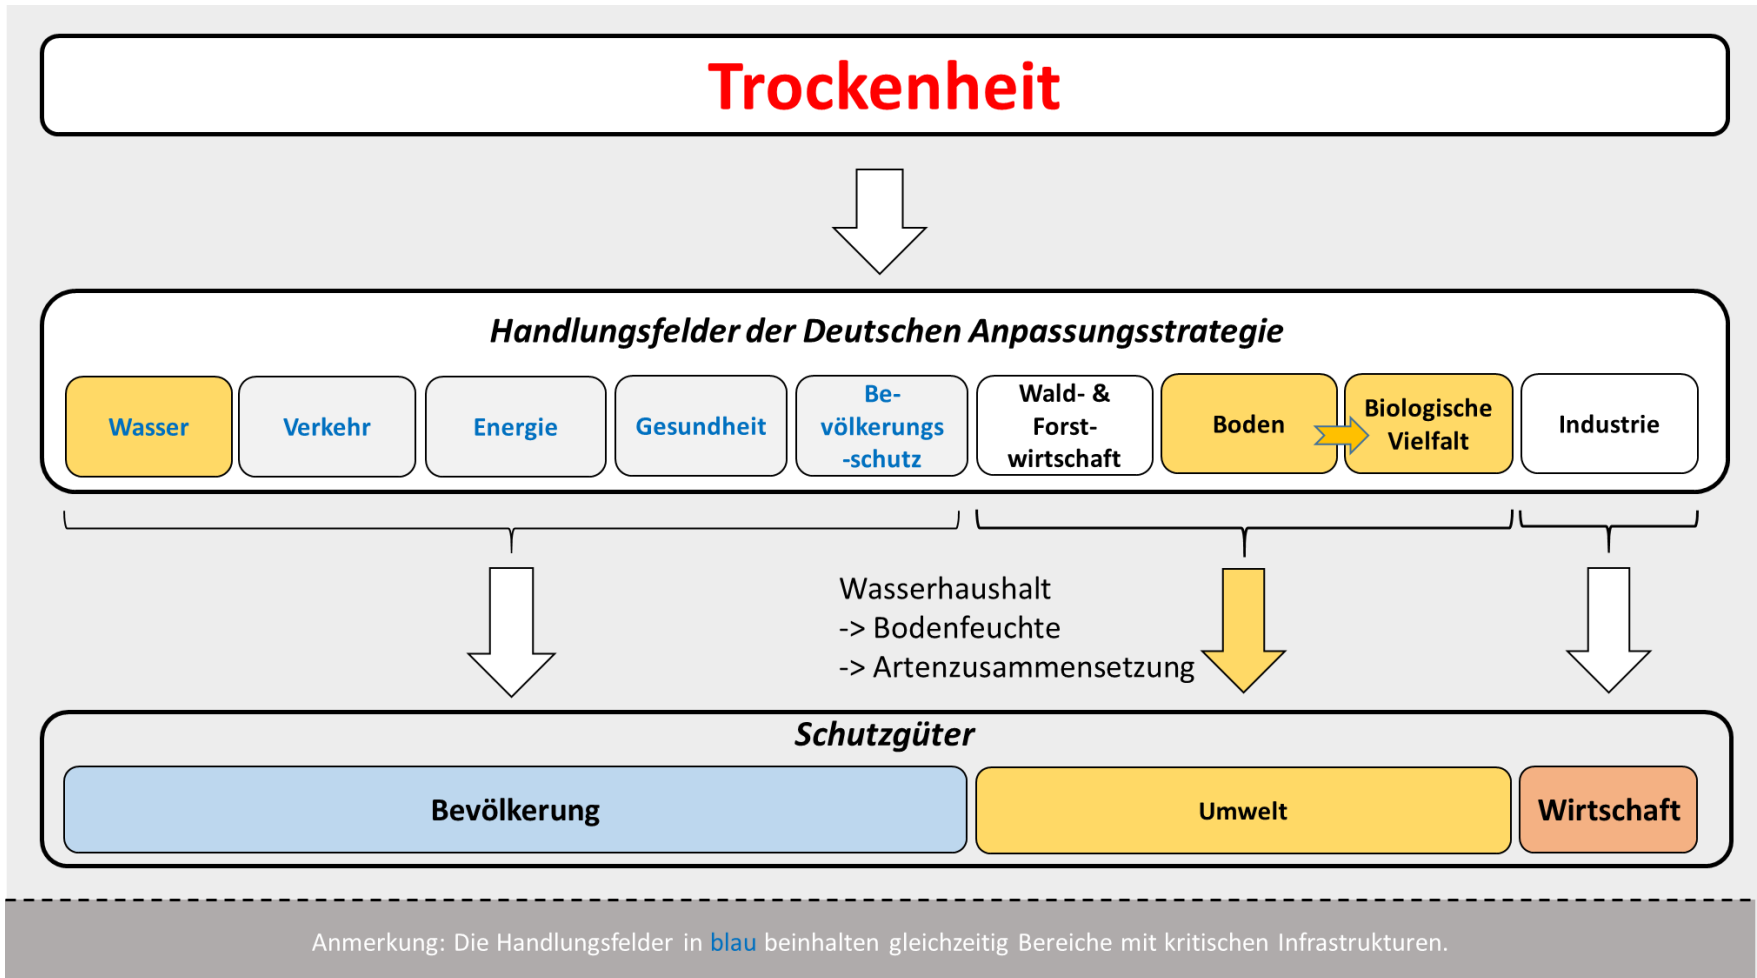 Trockenheit
Handlungsfelder der Deutschen Anpassungsstrategie
Wasser
Verkehr
Energie
Gesundheit
Be-
völkerungs
-schutz
Wald- &
Forst-
wirtschaft
Boden
Biologische
Vielfalt
Industrie
Wasserhaushalt
-> Bodenfeuchte
-> Artenzusammensetzung
Schutzgüter
Bevölkerung
Umwelt
Wirtschaft
Anmerkung: Die Handlungsfelder in blau beinhalten gleichzeitig Bereiche mit kritischen Infrastrukturen.